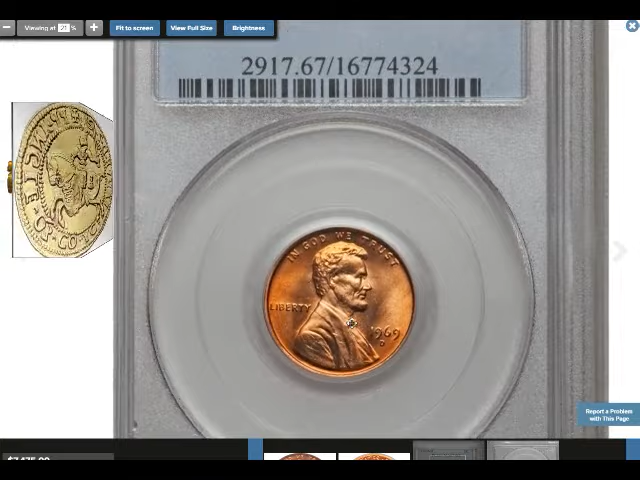 Viewing at 21 %
Fit to screen
View Full Size
Brightness
2917.67/16774324
IN GOD WE TRUST
LIBERTY
1969
D
Report a Problem
with This Page